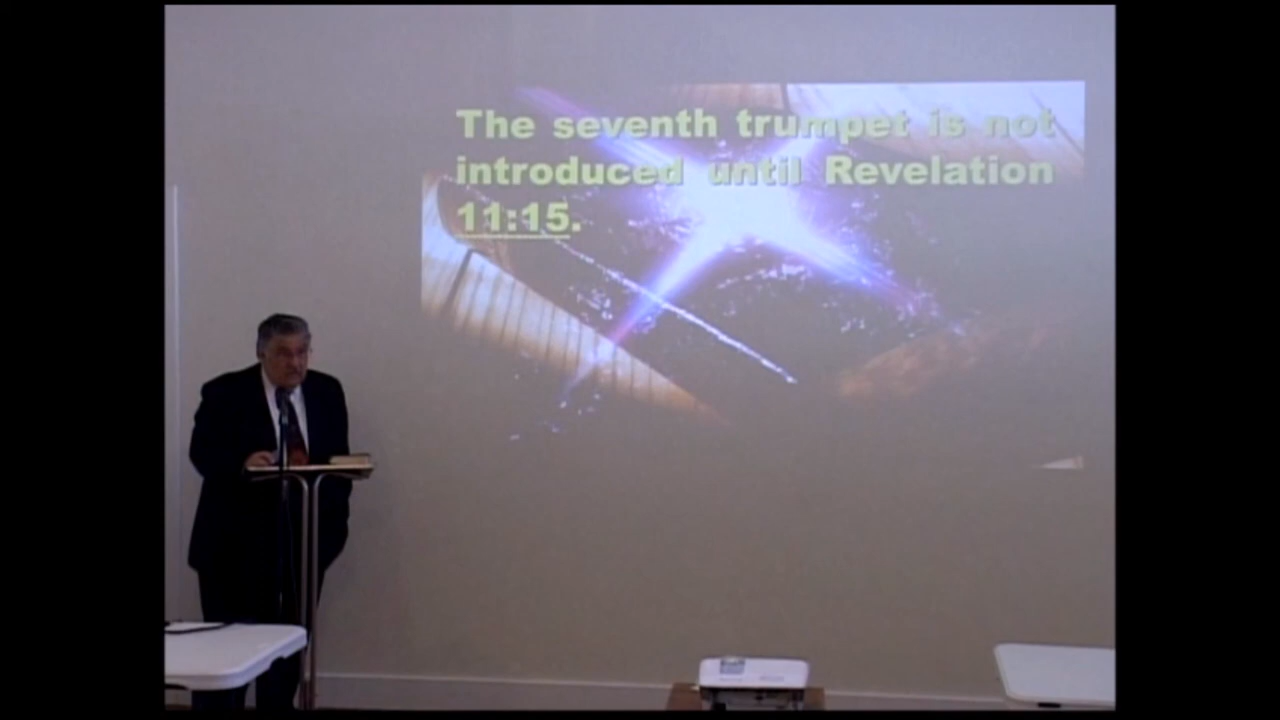 The seventh trumpet is not
introduced until Revelation
11:15.